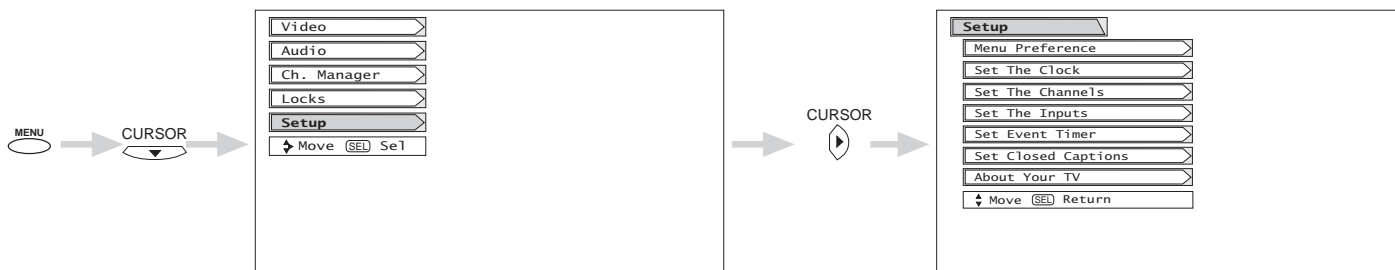 MENU
CURSOR
Video
Audio
Ch. Manager
Locks
Setup
Move SEL Sel
CURSOR
Setup
Menu Preference
Set The Clock
Set The Channels
Set The Inputs
Set Event Timer
Set Closed Captions
About Your TV
Move SEL Return